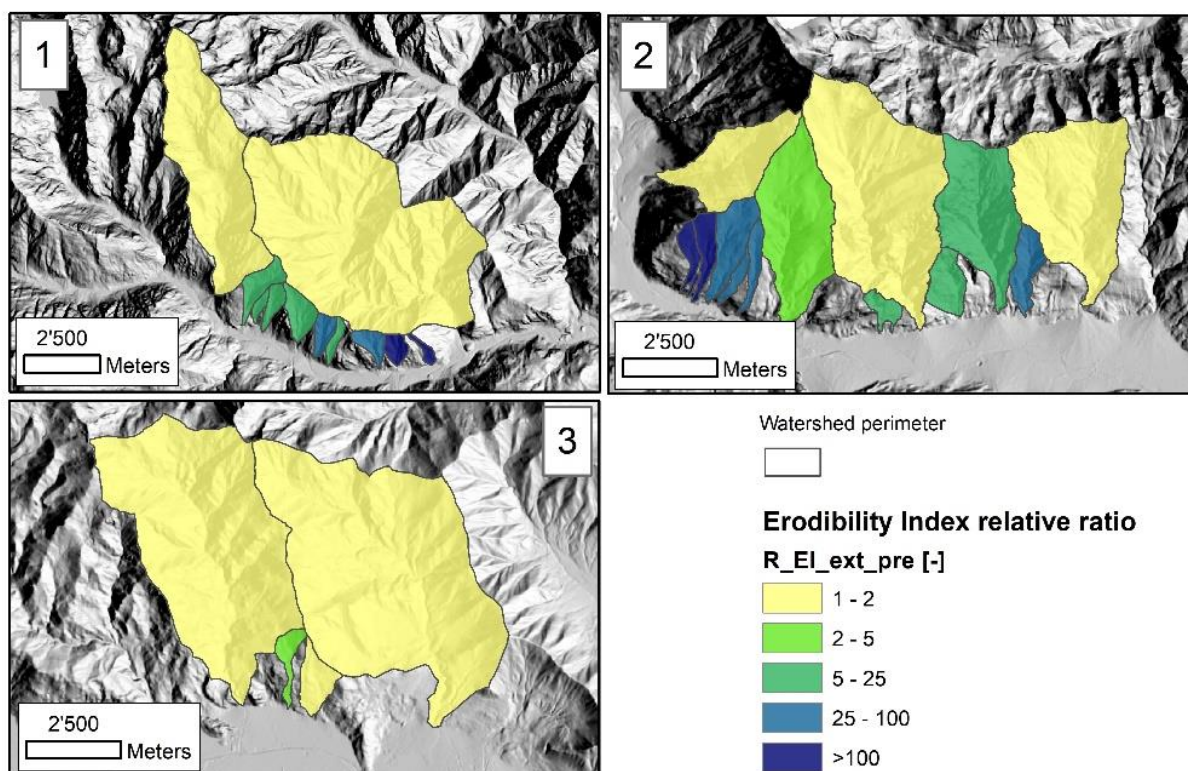 1
2'500
Meters
2
2'500
Meters
3
2'500
Meters
Watershed perimeter
Erodibility Index relative ratio
R_EI_ext_pre [-]
1 - 2
2 - 5
5 - 25
25 - 100
>100